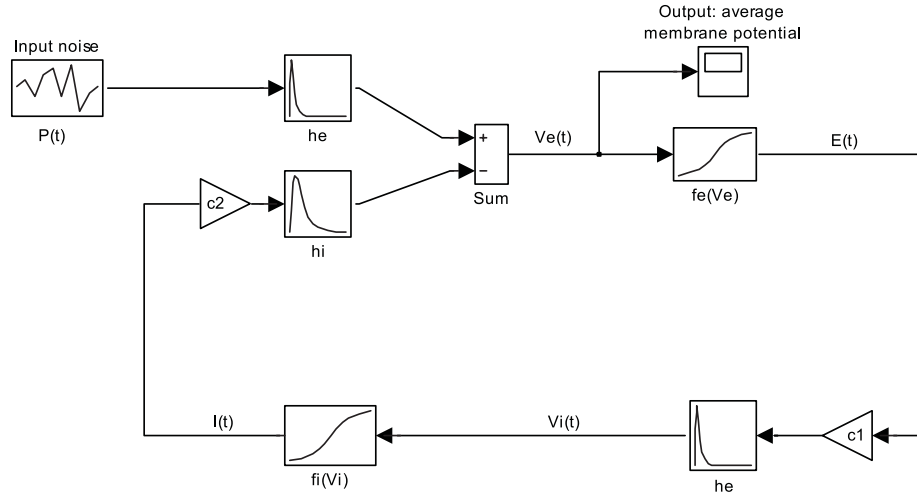 Output: average
membrane potential
Input noise
P(t)
he
+
−
Sum
Ve(t)
fe(Ve)
E(t)
c2
hi
I(t)
fi(Vi)
Vi(t)
he
c1